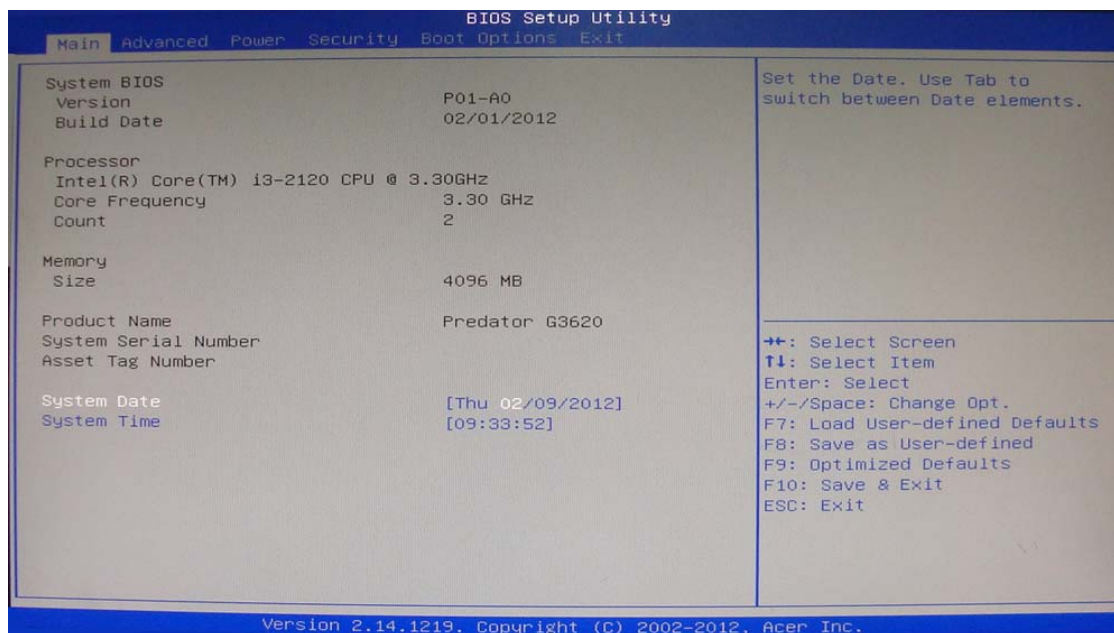 BIOS Setup Utility
Main Advanced Power Security Boot Options Exit
System BIOS
Version P01-A0
Build Date 02/01/2012
Processor
Intel(R) Core(TM) i3-2120 CPU @ 3.30GHz
Core Frequency 3.30 GHz
Count 2
Memory
Size 4096 MB
Product Name Predator G3620
System Serial Number
Asset Tag Number
System Date [Thu 02/09/2012]
System Time [09:33:52]
Set the Date. Use Tab to
switch between Date elements.
→←: Select Screen
↑↓: Select Item
Enter: Select
+/-/Space: Change Opt.
F7: Load User-defined Defaults
F8: Save as User-defined
F9: Optimized Defaults
F10: Save & Exit
ESC: Exit
Version 2.14.1219. Copyright (C) 2002-2012, Acer Inc.